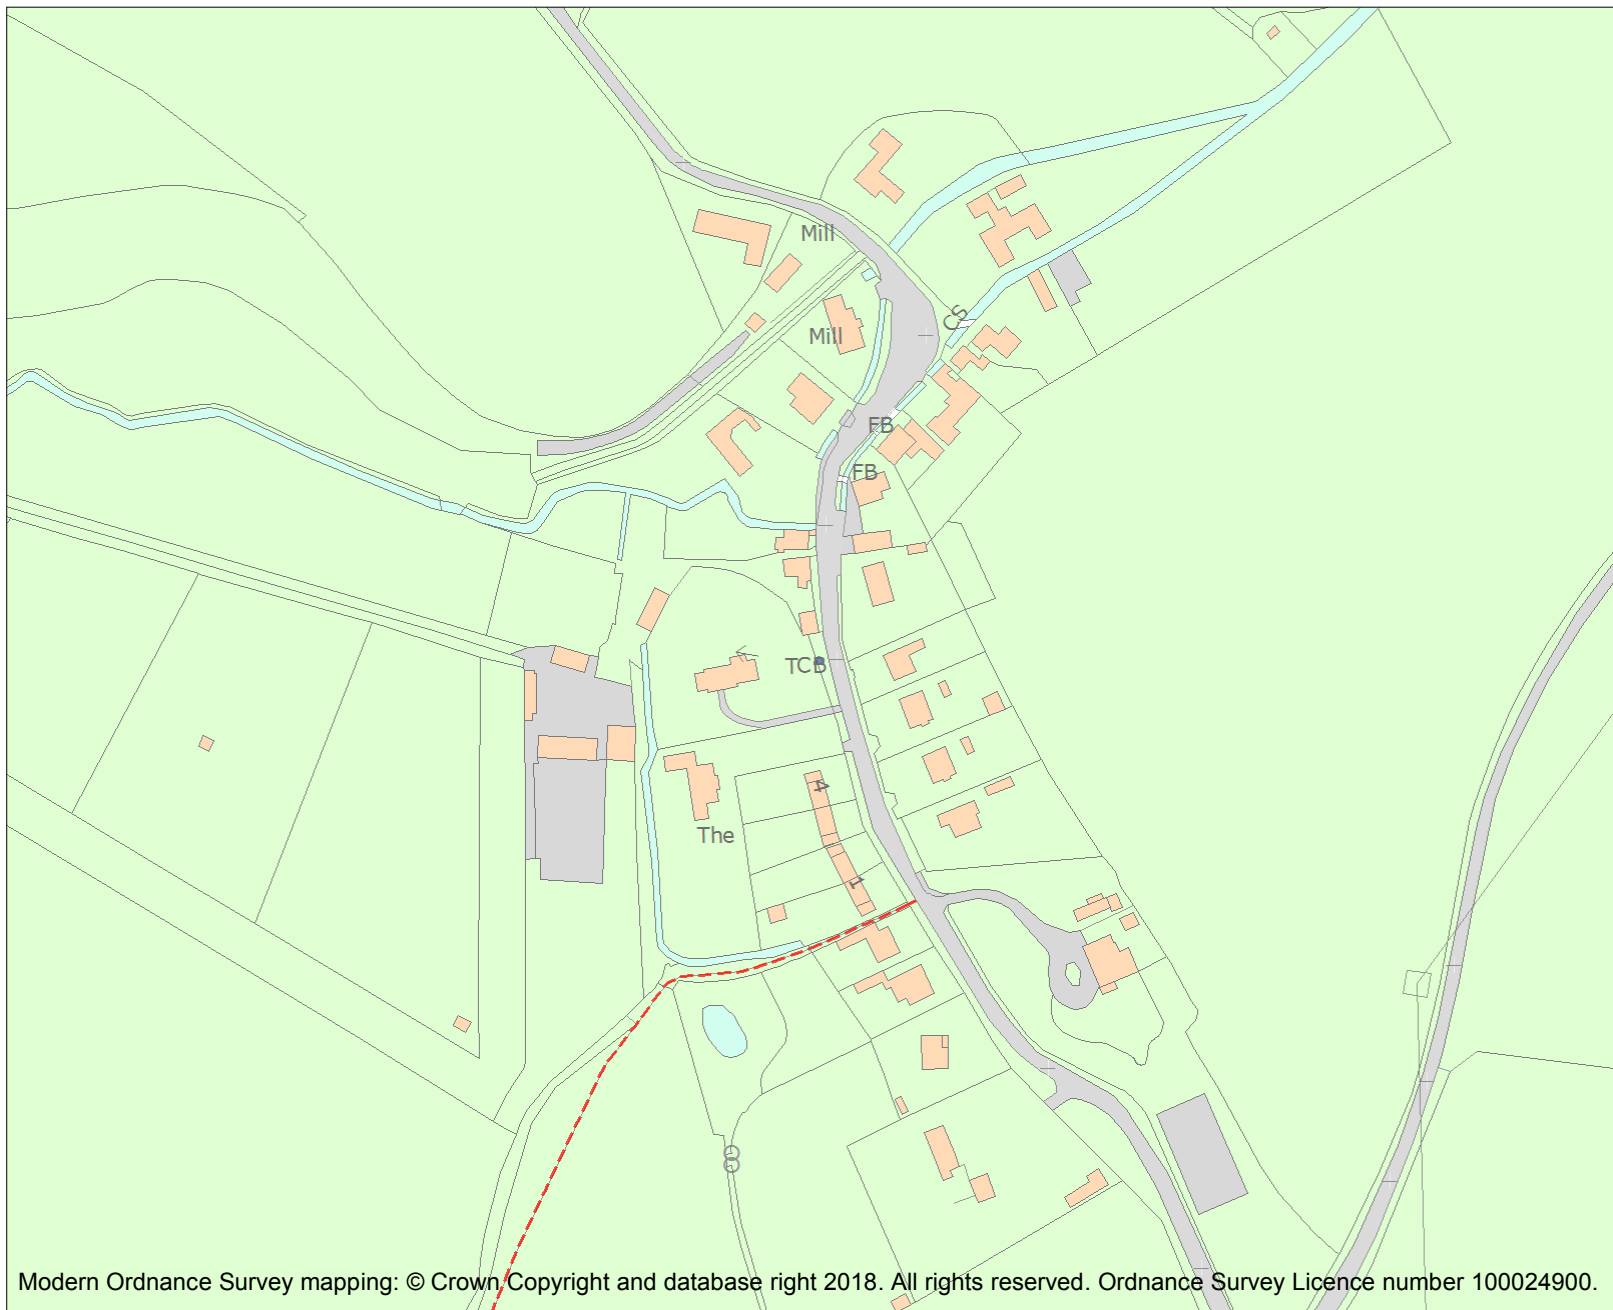 Mill
CS
Mill
FB
FB
TCB
4
The
1
Modern Ordnance Survey mapping: © Crown Copyright and database right 2018. All rights reserved. Ordnance Survey Licence number 100024900.